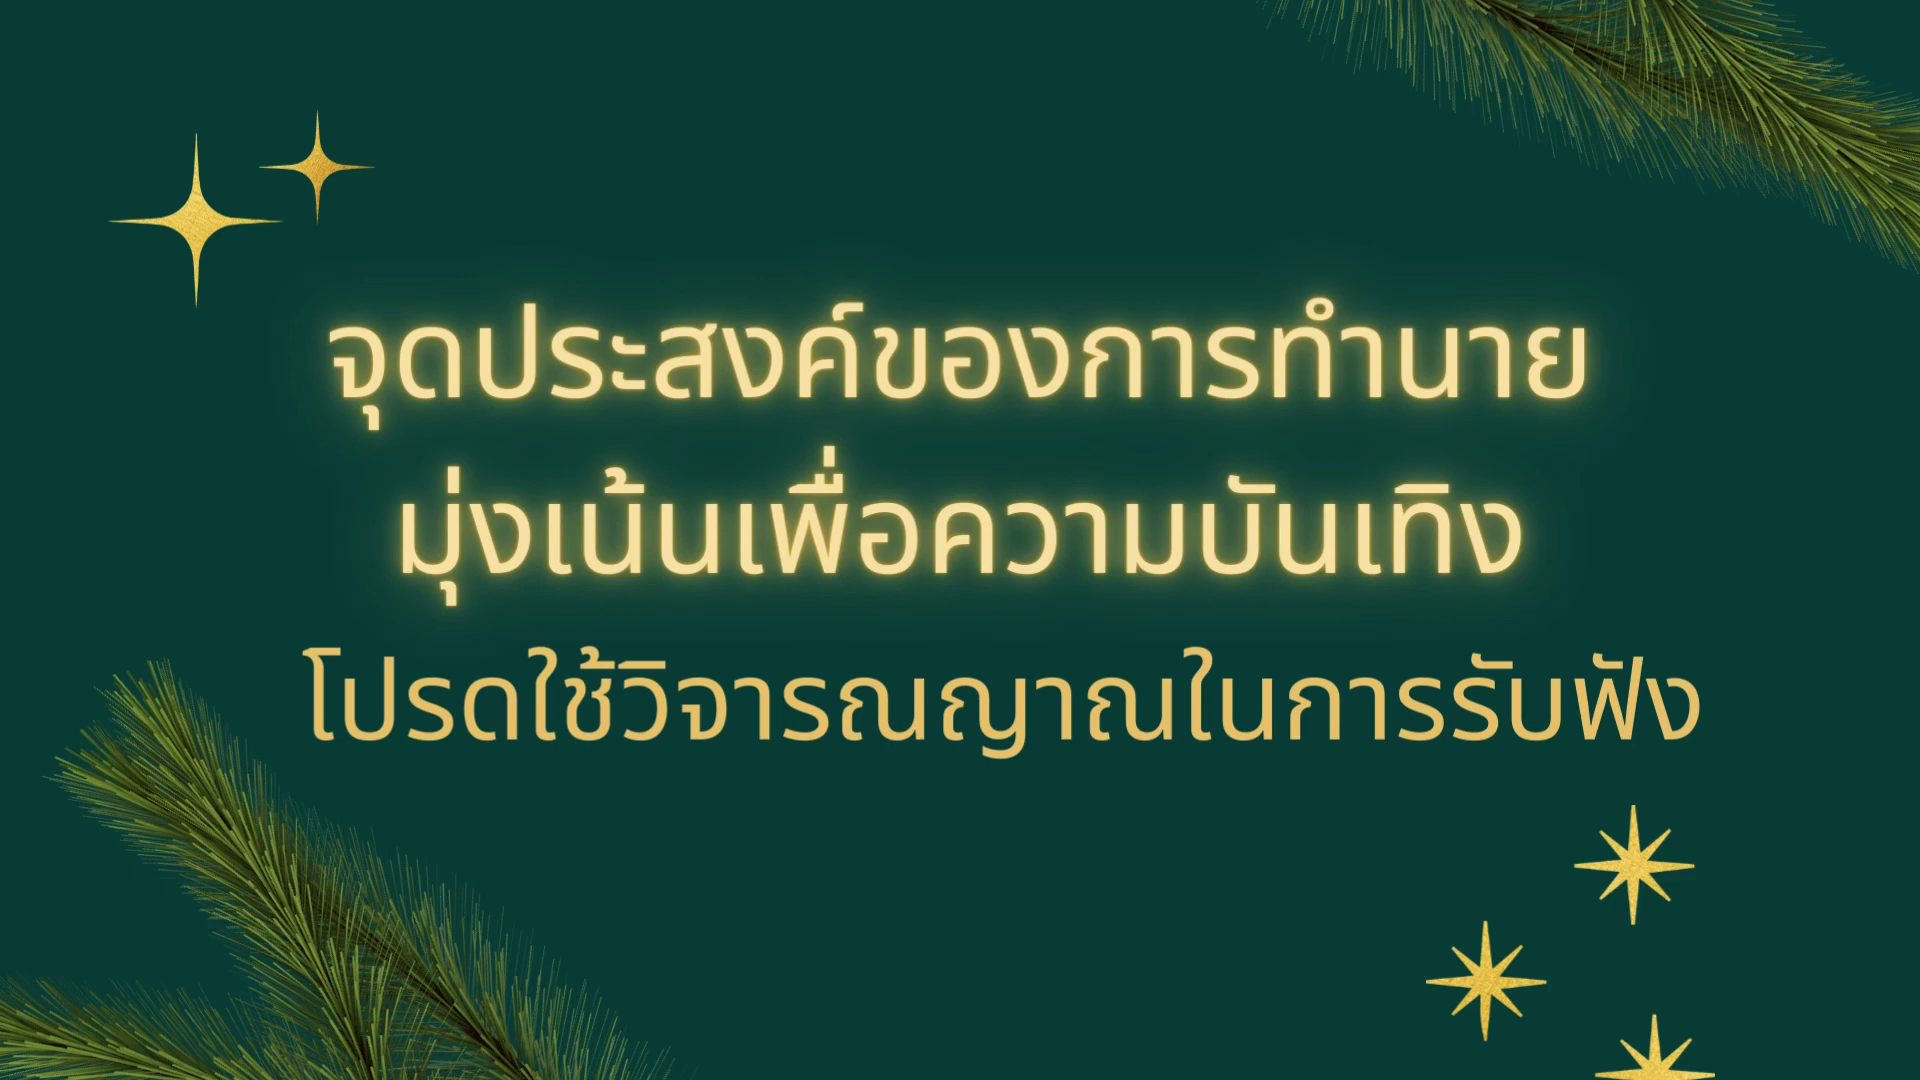 จุดประสงค์ของการทำนาย
มุ่งเน้นเพื่อความบันเทิง
โปรดใช้วิจารณญาณในการรับฟัง